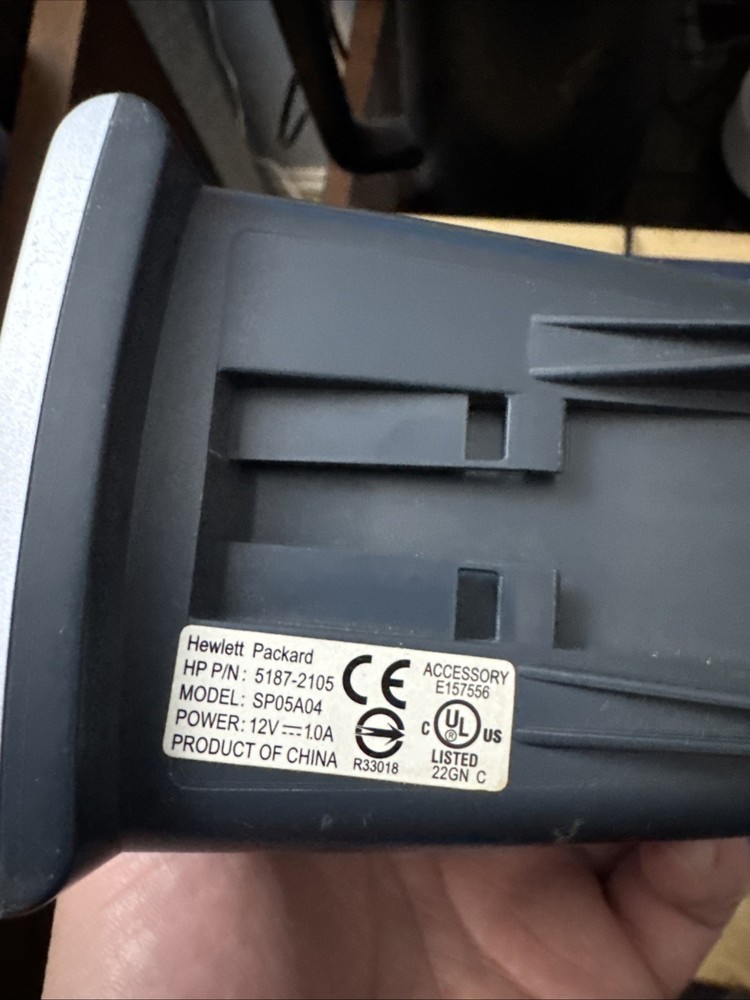 Hewlett Packard
HP P/N: 5187-2105
MODEL: SP05A04
POWER: 12V⎓1.0A
PRODUCT OF CHINA
CE
R33018
ACCESSORY
E157556
C UL ® US
LISTED
22GN C